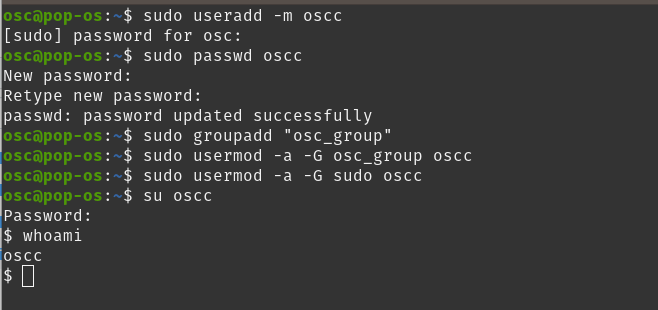 osc@pop-os:~$ sudo useradd -m oscc
[sudo] password for osc:
osc@pop-os:~$ sudo passwd oscc
New password:
Retype new password:
passwd: password updated successfully
osc@pop-os:~$ sudo groupadd "osc_group"
osc@pop-os:~$ sudo usermod -a -G osc_group oscc
osc@pop-os:~$ sudo usermod -a -G sudo oscc
osc@pop-os:~$ su oscc
Password:
$ whoami
oscc
$